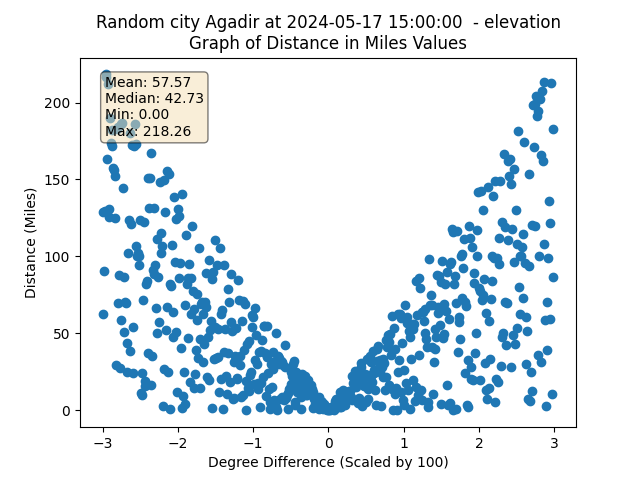 Random city Agadir at 2024-05-17 15:00:00  - elevation
Graph of Distance in Miles Values
Mean: 57.57
Median: 42.73
Min: 0.00
Max: 218.26
Distance (Miles)
200
150
100
50
0
−3
−2
−1
0
1
2
3
Degree Difference (Scaled by 100)